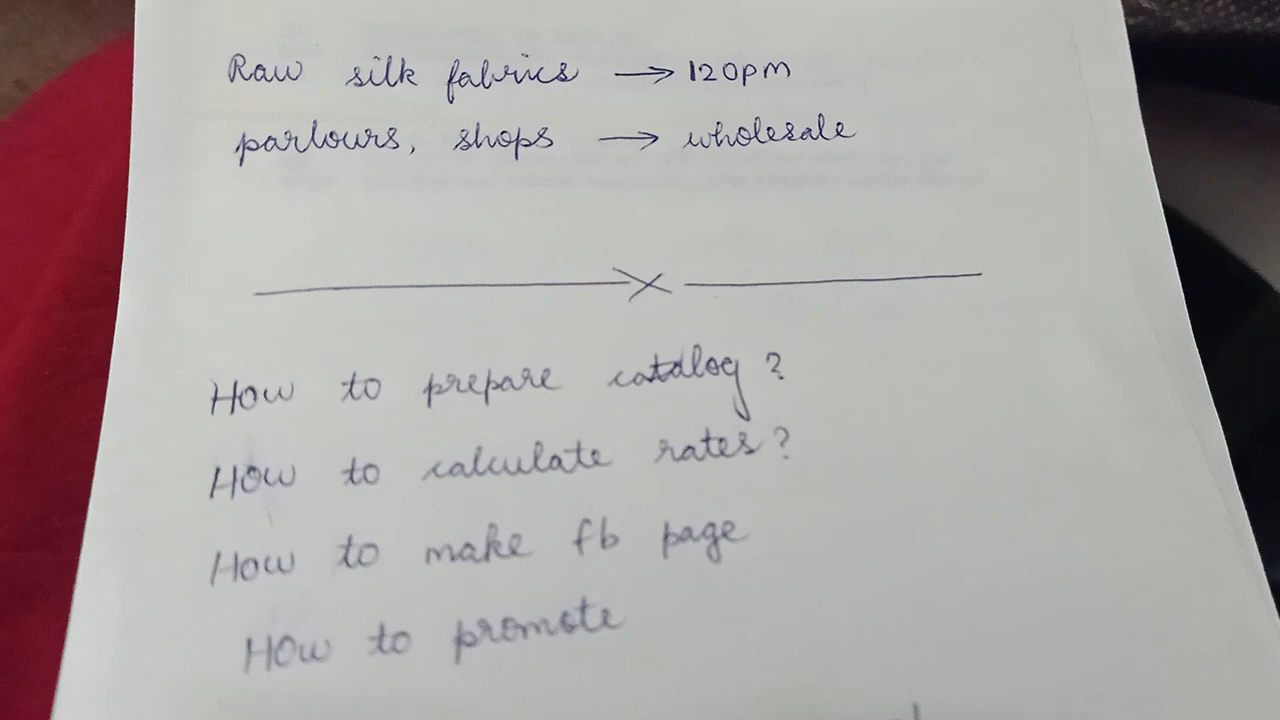 Raw silk fabrics → 120pm
parlours, shops → wholesale
How to prepare catalog?
How to calculate rates?
How to make fb page
How to promote